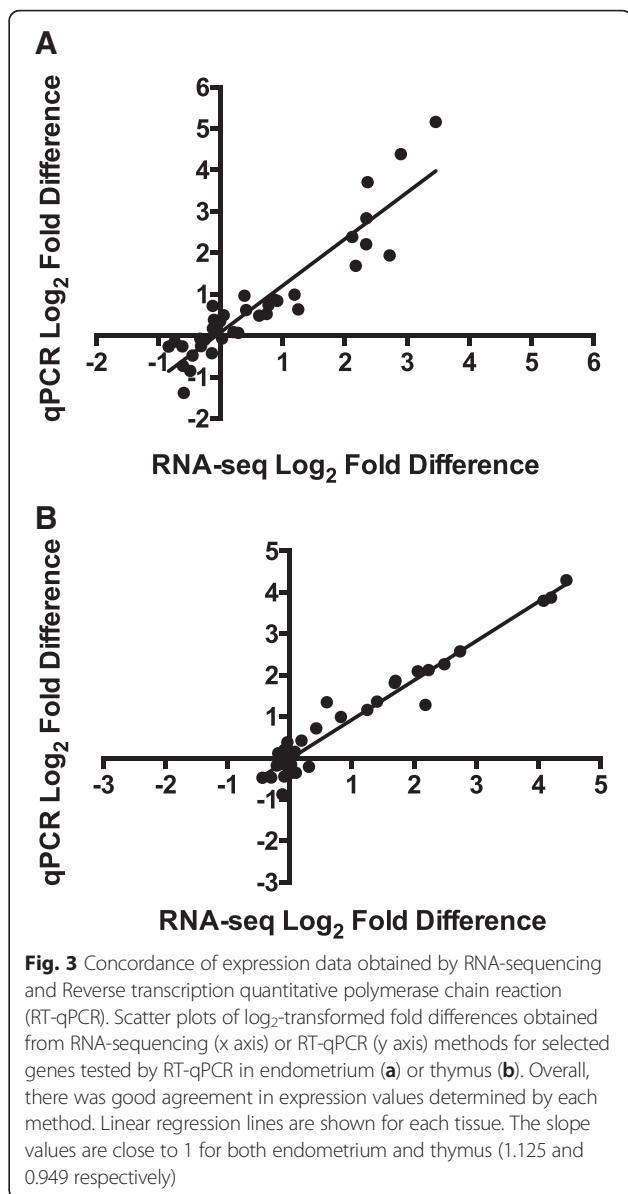 A
qPCR Log2 Fold Difference
6
5
4
3
2
1
-1
-2
-2 -1 1 2 3 4 5 6
RNA-seq Log2 Fold Difference
B
qPCR Log2 Fold Difference
5
4
3
2
1
-1
-2
-3
-3 -2 -1 1 2 3 4 5
RNA-seq Log2 Fold Difference
Fig. 3 Concordance of expression data obtained by RNA-sequencing
and Reverse transcription quantitative polymerase chain reaction
(RT-qPCR). Scatter plots of log2-transformed fold differences obtained
from RNA-sequencing (x axis) or RT-qPCR (y axis) methods for selected
genes tested by RT-qPCR in endometrium (a) or thymus (b). Overall,
there was good agreement in expression values determined by each
method. Linear regression lines are shown for each tissue. The slope
values are close to 1 for both endometrium and thymus (1.125 and
0.949 respectively)